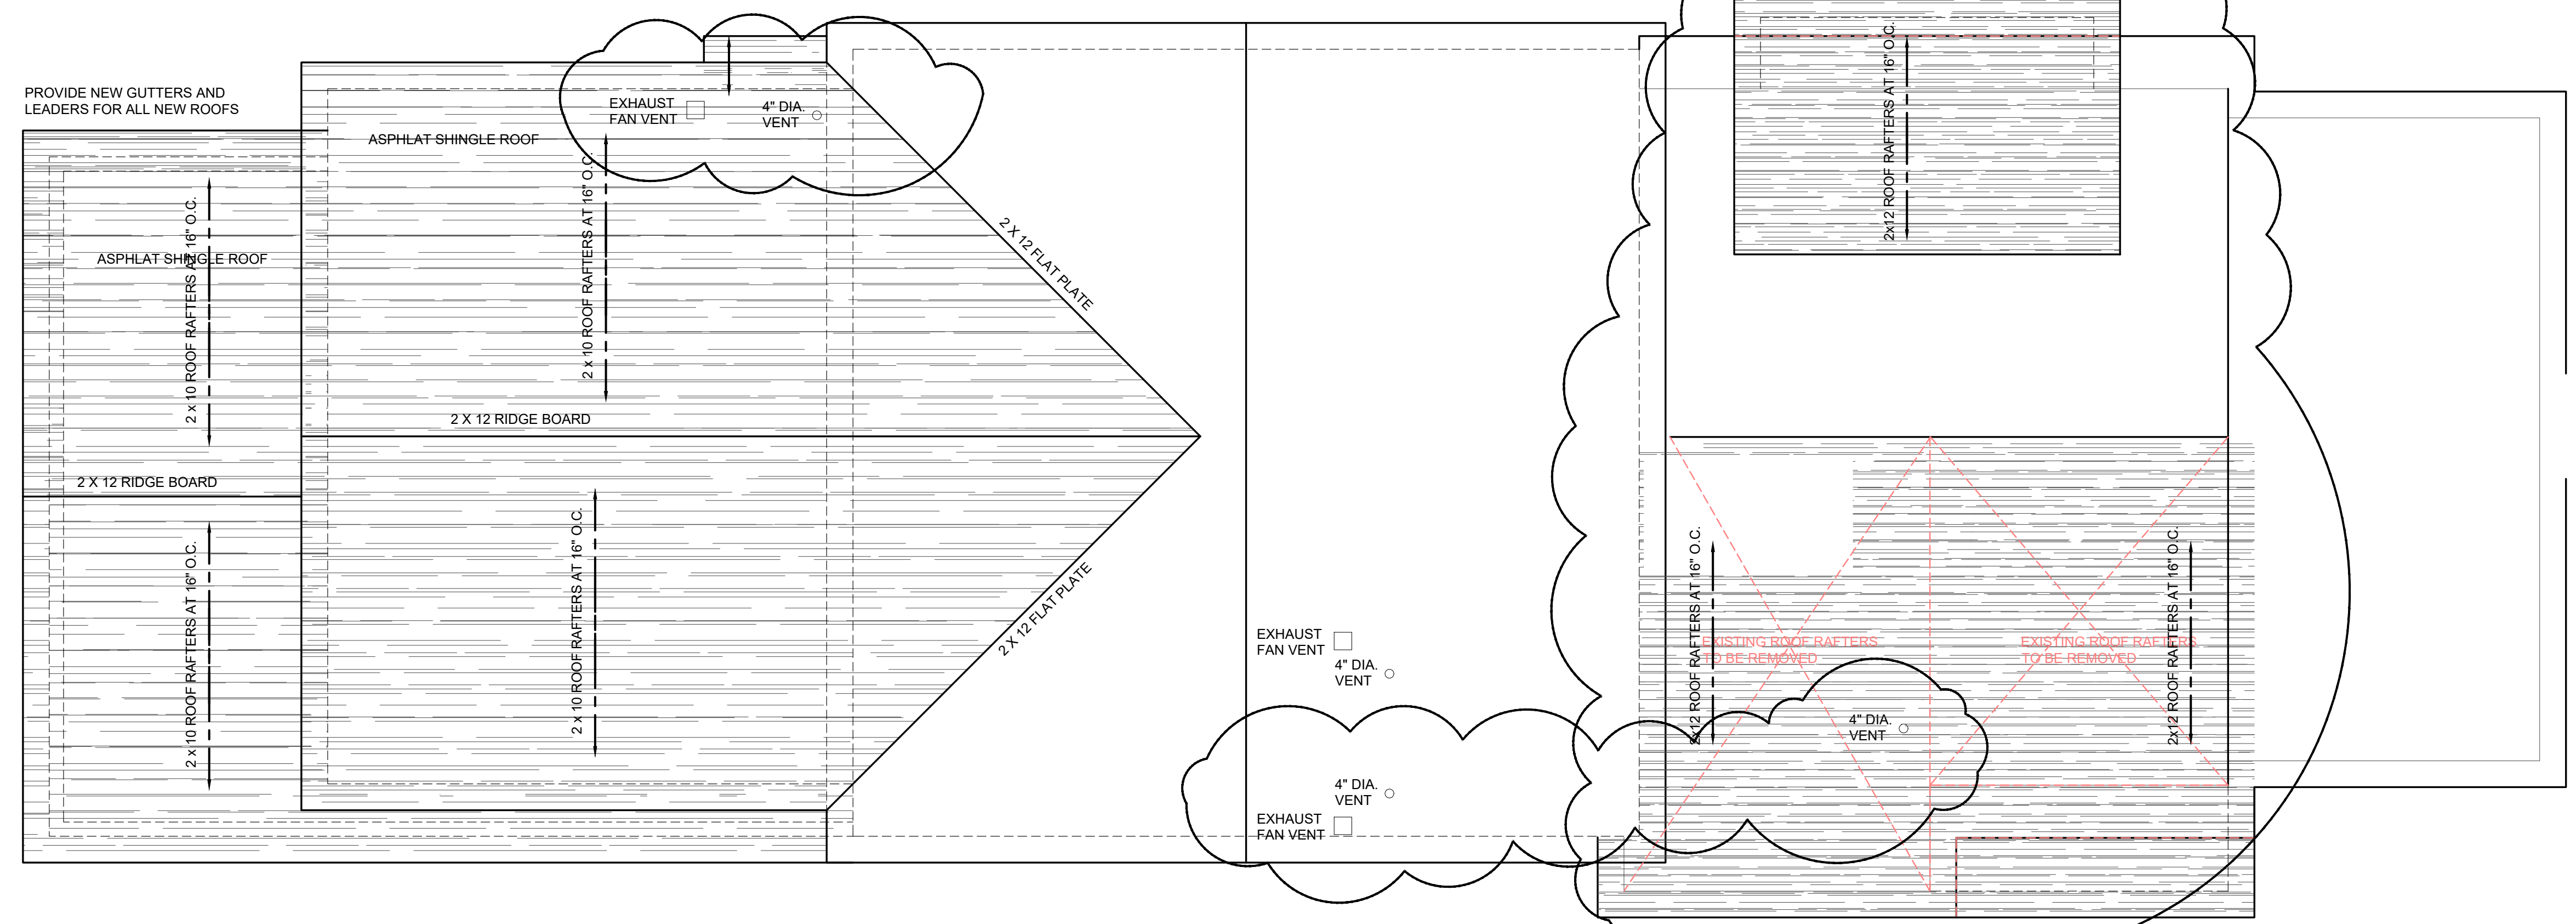 PROVIDE NEW GUTTERS AND
LEADERS FOR ALL NEW ROOFS
ASPHLAT SHINGLE ROOF
2 x 10 ROOF RAFTERS AT 16" O.C.
2 X 12 RIDGE BOARD
2 x 10 ROOF RAFTERS AT 16" O.C.
ASPHLAT SHINGLE ROOF
EXHAUST
FAN VENT
4" DIA.
VENT
2 x 10 ROOF RAFTERS AT 16" O.C.
2 X 12 RIDGE BOARD
2 x 10 ROOF RAFTERS AT 16" O.C.
2 X 12 FLAT PLATE
2 X 12 FLAT PLATE
EXHAUST
FAN VENT
4" DIA.
VENT
4" DIA.
VENT
EXHAUST
FAN VENT
2x12 ROOF RAFTERS AT 16" O.C.
2x12 ROOF RAFTERS AT 16" O.C.
EXISTING ROOF RAFTERS
TO BE REMOVED
EXISTING ROOF RAFTERS
TO BE REMOVED
2x12 ROOF RAFTERS AT 16" O.C.
4" DIA.
VENT